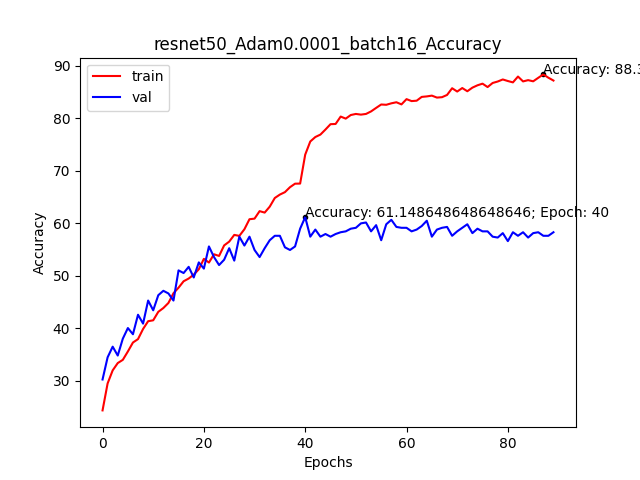 resnet50_Adam0.0001_batch16_Accuracy
train
val
Accuracy: 88.
Accuracy: 61.148648648648646; Epoch: 40
Accuracy
90
80
70
60
50
40
30
0
20
40
60
80
Epochs